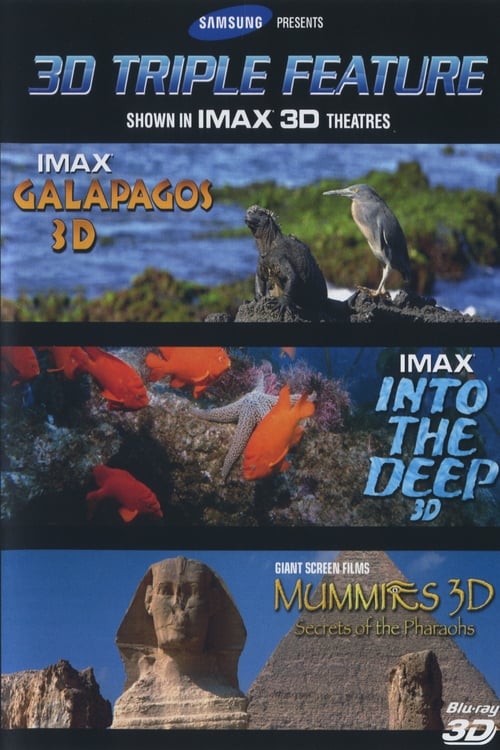 SAMSUNG PRESENTS
3D TRIPLE FEATURE
SHOWN IN IMAX 3D THEATRES
IMAX
GALAPAGOS
3D
IMAX
INTO
THE
DEEP
3D
GIANT SCREEN FILMS
MUMMIES 3D
Secrets of the Pharaohs
Blu-ray
3D